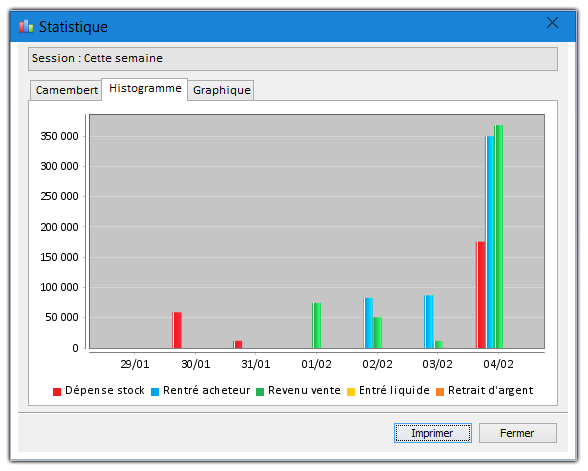 Statistique
Session : Cette semaine
Camembert Histogramme Graphique
350 000
300 000
250 000
200 000
150 000
100 000
50 000
0
29/01 30/01 31/01 01/02 02/02 03/02 04/02
Dépense stock Rentré acheteur Revenu vente Entré liquide Retrait d'argent
Imprimer Fermer